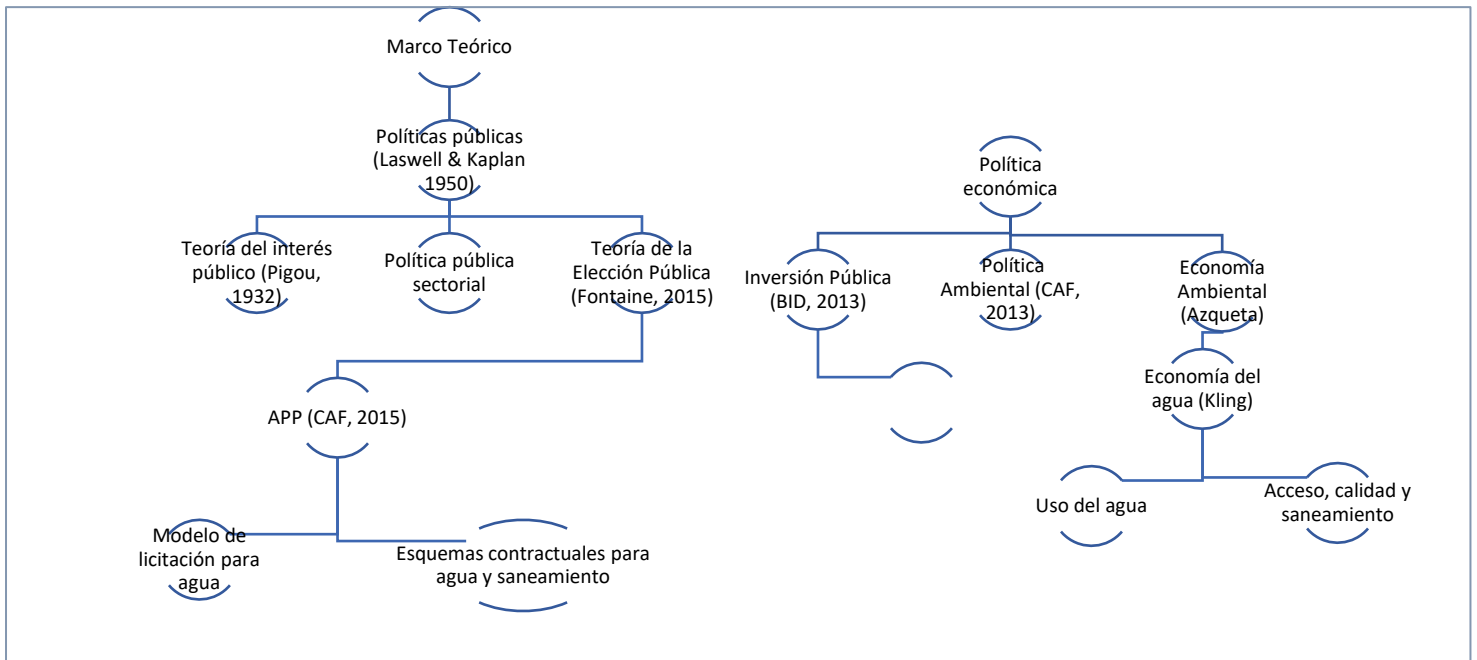 Marco Teórico
Políticas públicas
(Laswell & Kaplan
1950)
Teoría del interés
público (Pigou,
1932)
Política pública
sectorial
Teoría de la
Elección Pública
(Fontaine, 2015)
APP (CAF, 2015)
Modelo de
licitación para
agua
Esquemas contractuales para
agua y saneamiento
Política
económica
Inversión Pública
(BID, 2013)
Política
Ambiental (CAF,
2013)
Economía
Ambiental
(Azqueta)
Economía del
agua (Kling)
Uso del agua
Acceso, calidad y
saneamiento